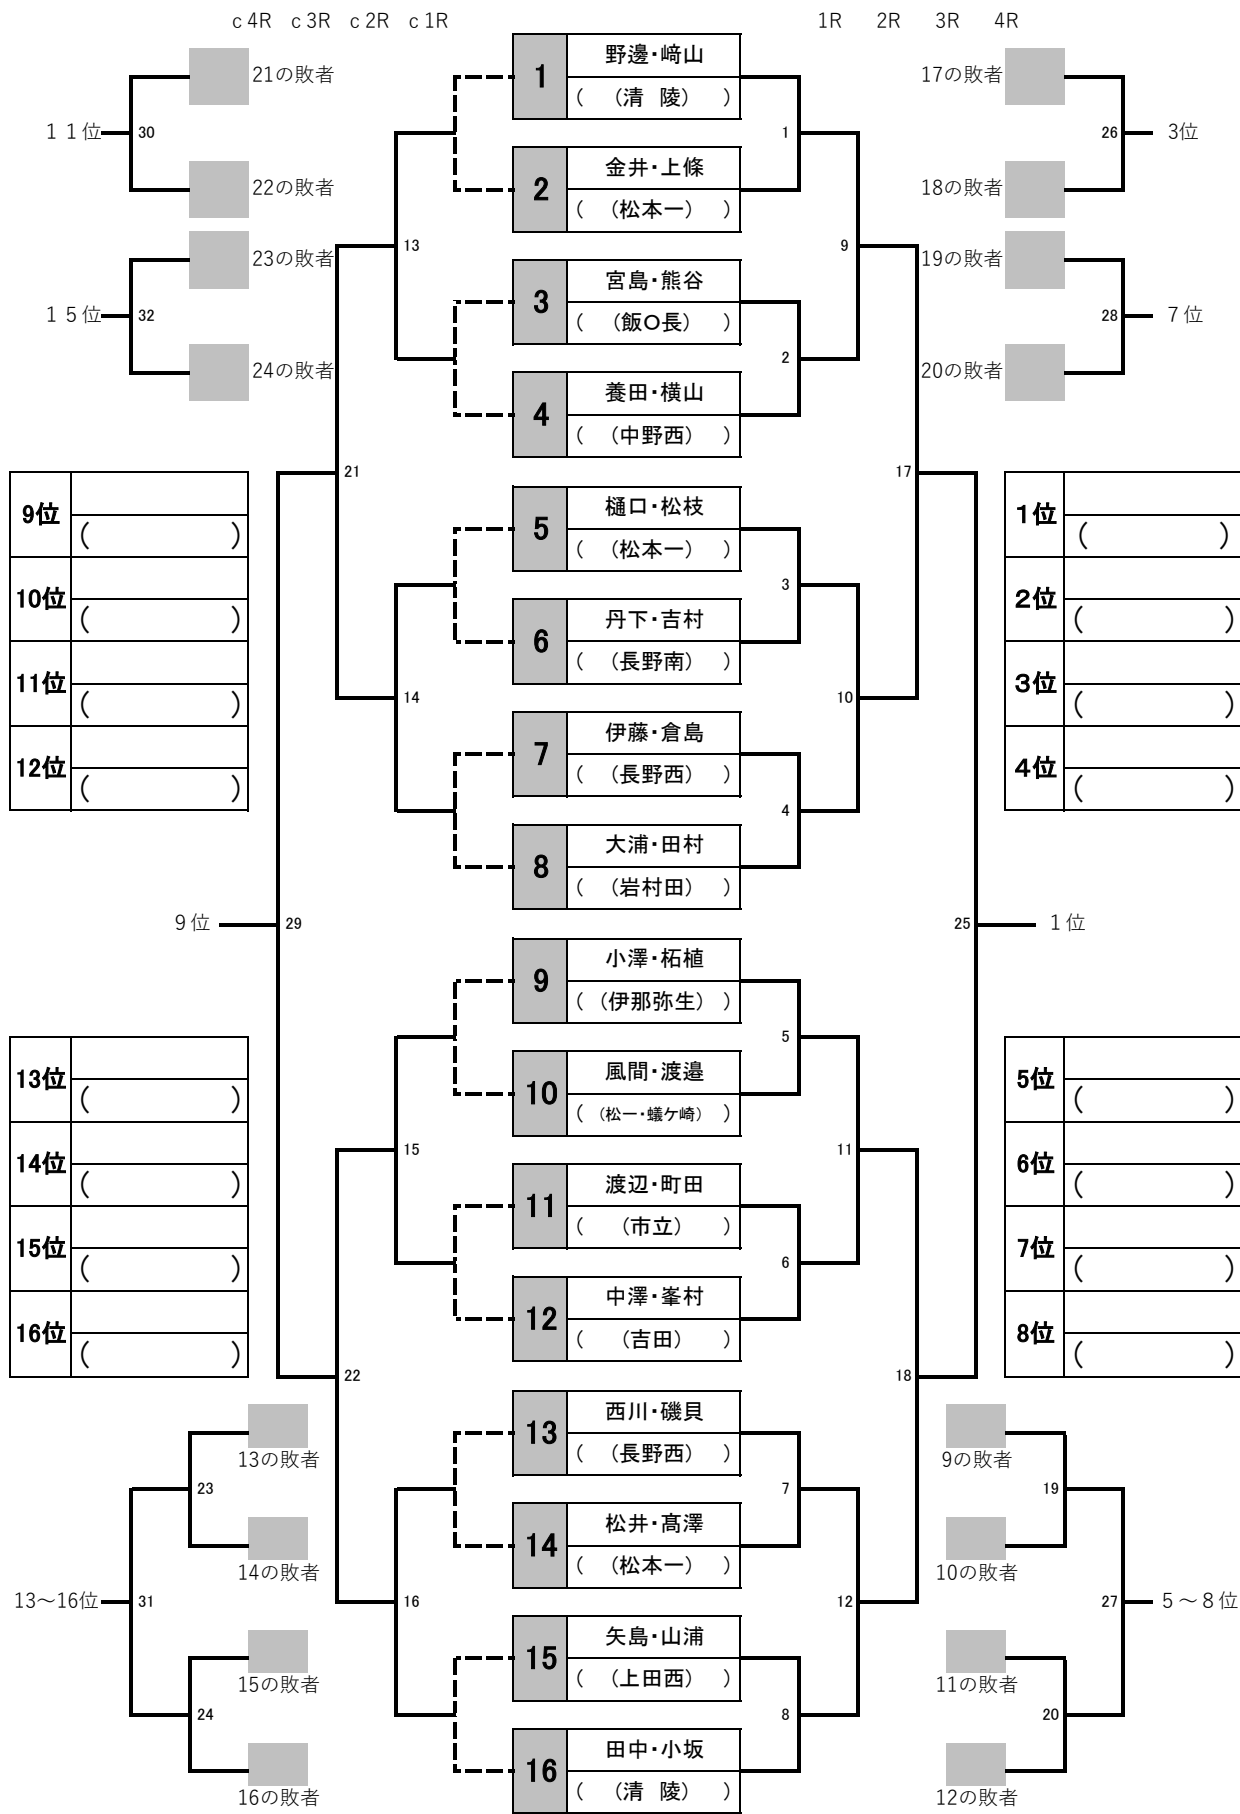 c 4R c 3R c 2R c 1R 1R 2R 3R 4R
21の敗者
30
11位
22の敗者
23の敗者
32
15位
24の敗者
1 野邊・﨑山
( (清 陵) )
2 金井・上條
( (松本一) )
3 宮島・熊谷
( (飯O長) )
4 養田・横山
( (中野西) )
5 樋口・松枝
( (松本一) )
6 丹下・吉村
( (長野南) )
7 伊藤・倉島
( (長野西) )
8 大浦・田村
( (岩村田) )
9 小澤・柘植
( (伊那弥生) )
10 風間・渡邉
( (松一・蟻ケ崎) )
11 渡辺・町田
( (市立) )
12 中澤・峯村
( (吉田) )
13 西川・磯貝
( (長野西) )
14 松井・髙澤
( (松本一) )
15 矢島・山浦
( (上田西) )
16 田中・小坂
( (清 陵) )
1
2
3
4
5
6
7
8
9
10
11
12
13
14
15
16
17
18
21
22
25
1位
29
9位
17の敗者
26
3位
18の敗者
19の敗者
28
7位
20の敗者
9位
( )
10位
( )
11位
( )
12位
( )
13位
( )
14位
( )
15位
( )
16位
( )
1位
( )
2位
( )
3位
( )
4位
( )
5位
( )
6位
( )
7位
( )
8位
( )
13の敗者
23
14の敗者
13～16位
31
15の敗者
24
16の敗者
9の敗者
19
10の敗者
27
5～8位
11の敗者
20
12の敗者